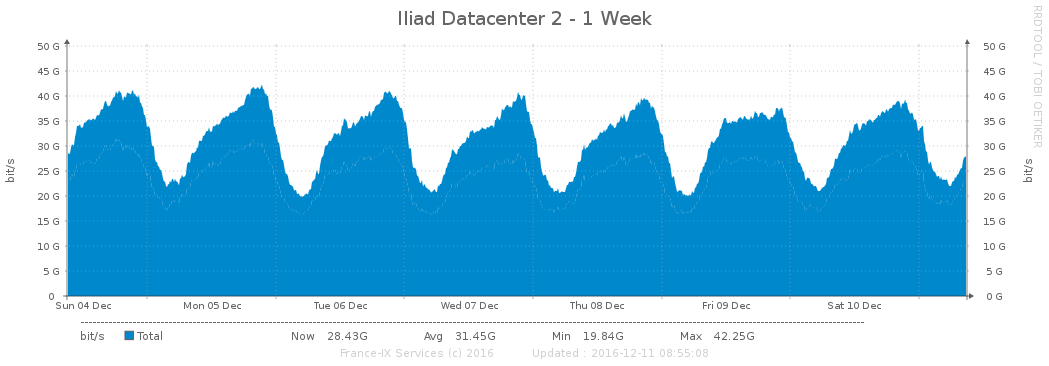 Iliad Datacenter 2 - 1 Week
RRDTOOL / TOBI OETIKER
bit/s
50 G
45 G
40 G
35 G
30 G
25 G
20 G
15 G
10 G
5 G
0
50 G
45 G
40 G
35 G
30 G
25 G
20 G
15 G
10 G
5 G
0 G
bit/s
Sun 04 Dec Mon 05 Dec Tue 06 Dec Wed 07 Dec Thu 08 Dec Fri 09 Dec Sat 10 Dec
bit/s Total Now 28.43G Avg 31.45G Min 19.84G Max 42.25G
France-IX Services (c) 2016 Updated : 2016-12-11 08:55:08